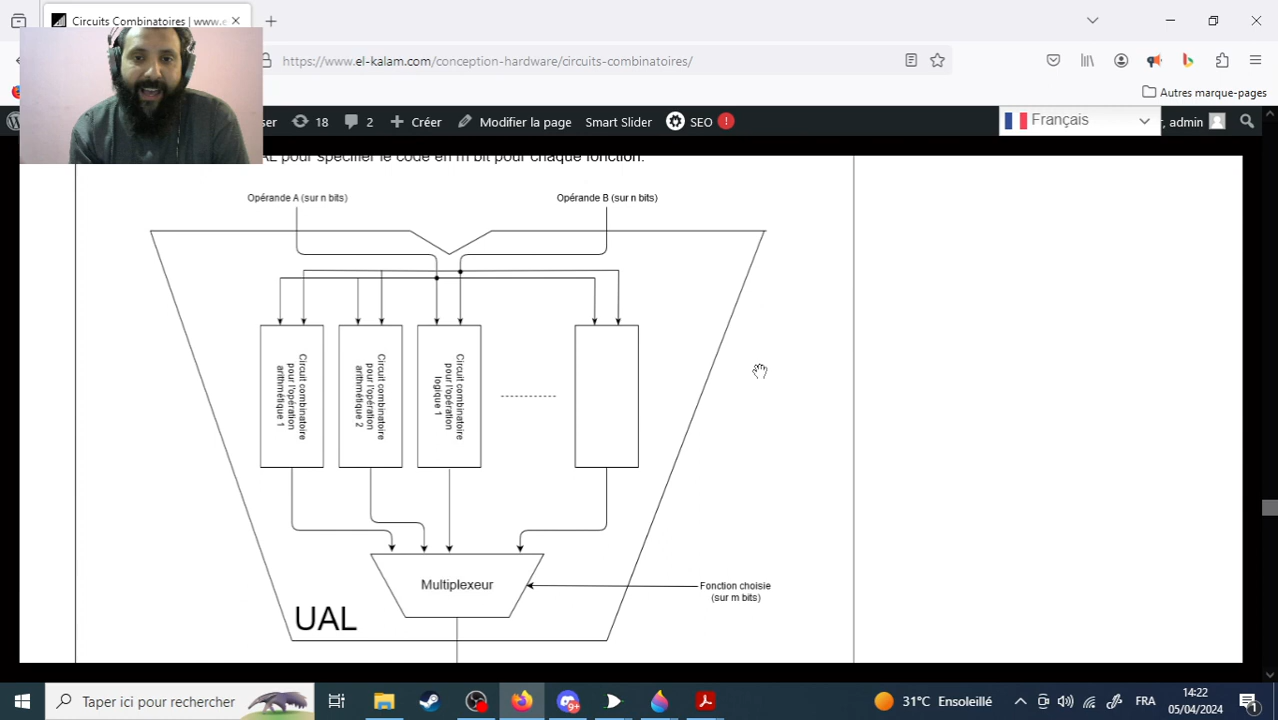 Circuits Combinatoires | www.e
https://www.el-kalam.com/conception-hardware/circuits-combinatoires/
Autres marque-pages
18
2
Créer
Modifier la page
Smart Slider
SEO
!
Français
, admin
pour spécifier le code en m bit pour chaque fonction.
Opérande A (sur n bits)
Opérande B (sur n bits)
Circuit combinatoire
pour l'opération
arithmétique 1
Circuit combinatoire
pour l'opération
arithmétique 2
Circuit combinatoire
pour l'opération
logique 1
Multiplexeur
Fonction choisie
(sur m bits)
UAL
Taper ici pour rechercher
9+
31°C Ensoleillé
FRA
14:22
05/04/2024
1